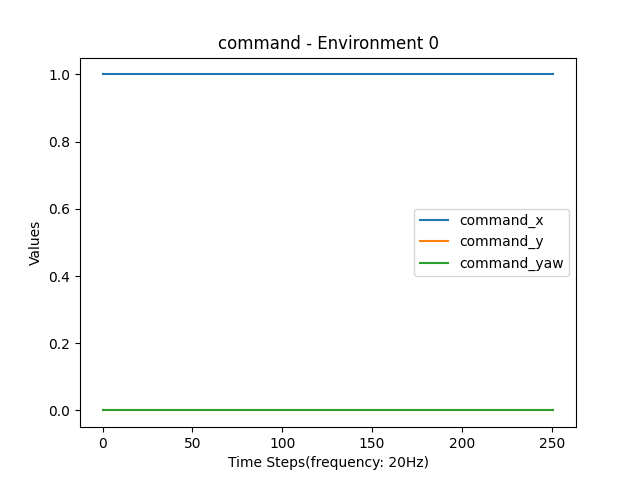 command - Environment 0
1.0
0.8
0.6
0.4
0.2
0.0
Values
command_x
command_y
command_yaw
0
50
100
150
200
250
Time Steps(frequency: 20Hz)